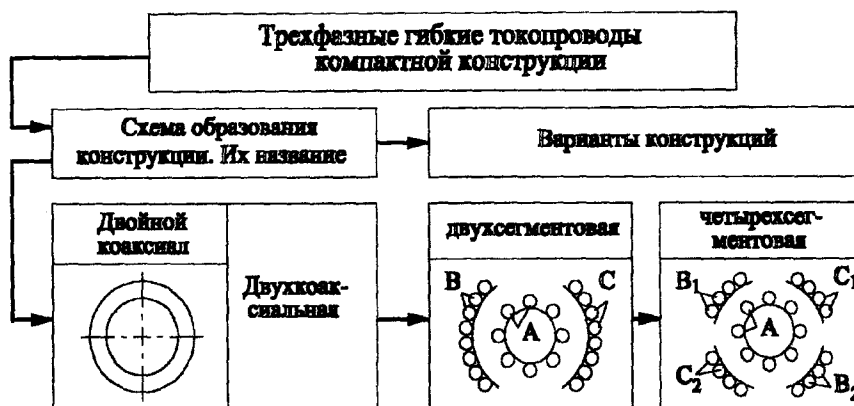 Трехфазные гибкие токопроводы
компактной конструкции
Схема образования
конструкции. Их название
Варианты конструкций
Двойной
коаксиал
Двухкоак-
сиальная
двухсегментовая
B C
A
четырехсег-
ментовая
B1 C1
A
C2 B2